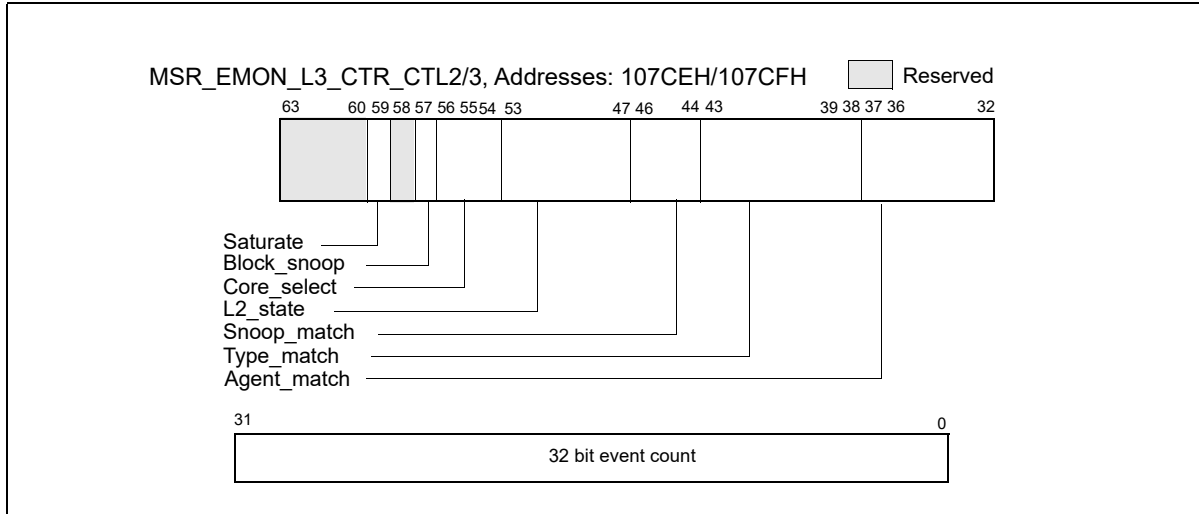 MSR_EMON_L3_CTR_CTL2/3, Addresses: 107CEH/107CFH Reserved
63 60 59 58 57 56 55 54 53 47 46 44 43 39 38 37 36 32
Saturate
Block_snoop
Core_select
L2_state
Snoop_match
Type_match
Agent_match
31 0
32 bit event count